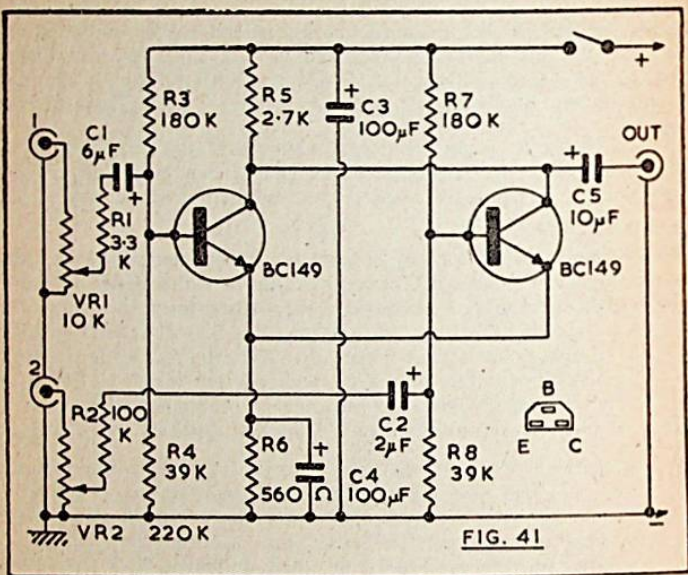 R3
180K
R5
2·7K
C3
100µF
R7
180K
+
+
1
C1
6µF
+
R1
3·3
K
VR1
10K
BC149
OUT
+
C5
10µF
BC149
2
R2
100
K
+
C2
2µF
B
E
C
R4
39K
R6
560
Ω
+
C4
100µF
R8
39K
VR2
220K
FIG. 41
-